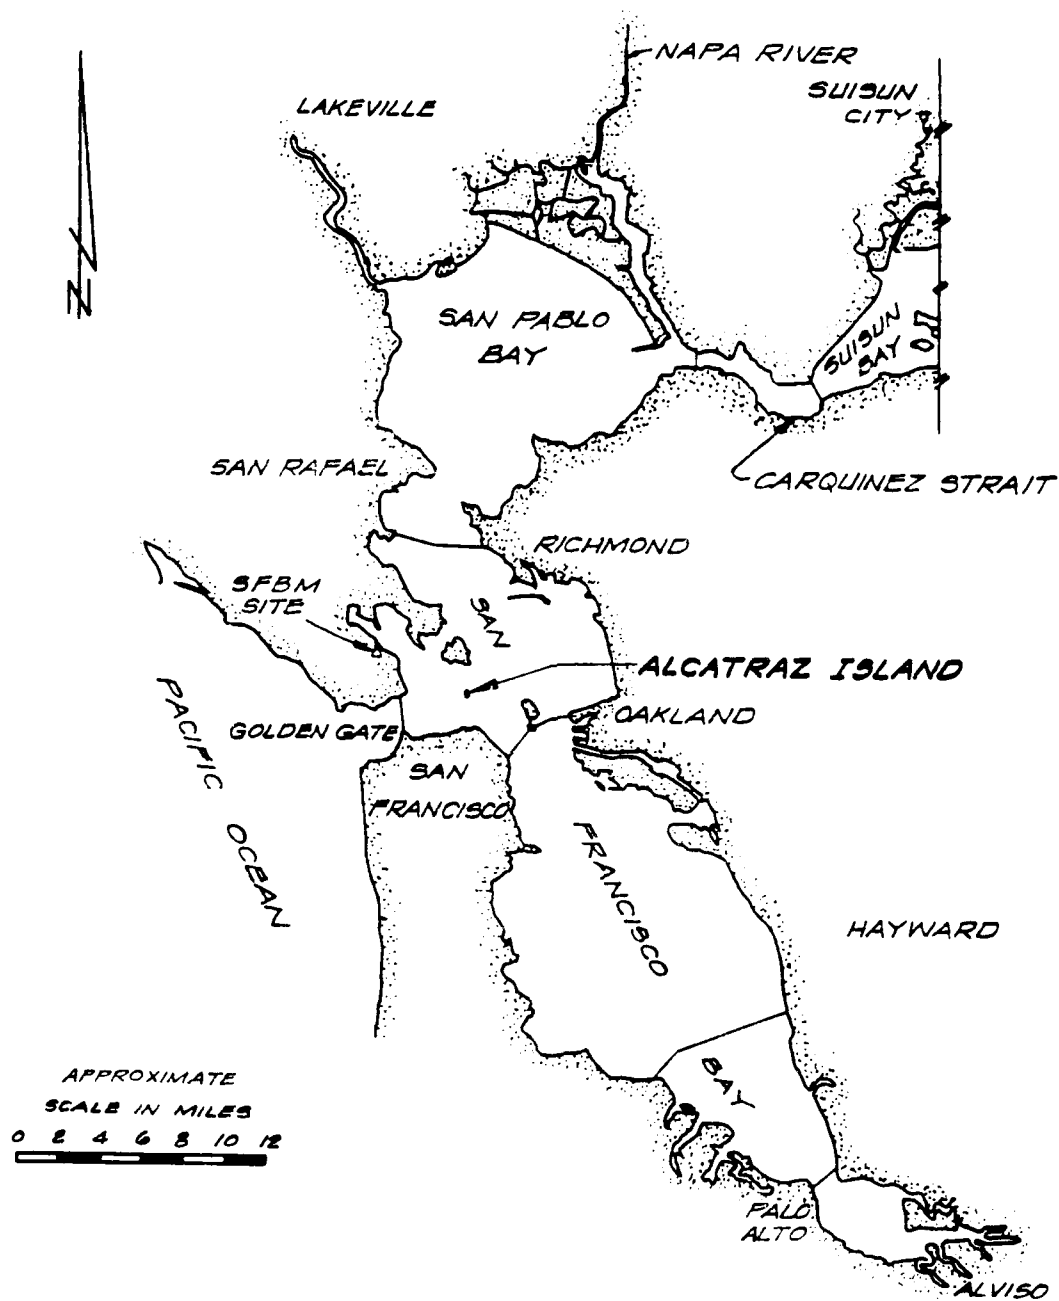 NAPA RIVER
SUISUN
CITY
LAKEVILLE
N
SAN PABLO
BAY
SUISUN
BAY
SAN RAFAEL
CARQUINEZ STRAIT
RICHMOND
SFBM
SITE
SAN
ALCATRAZ ISLAND
PACIFIC
OCEAN
GOLDEN GATE
OAKLAND
SAN
FRANCISCO
FRANCISCO
HAYWARD
BAY
APPROXIMATE
SCALE IN MILES
0 2 4 6 8 10 12
PALO
ALTO
ALVISO